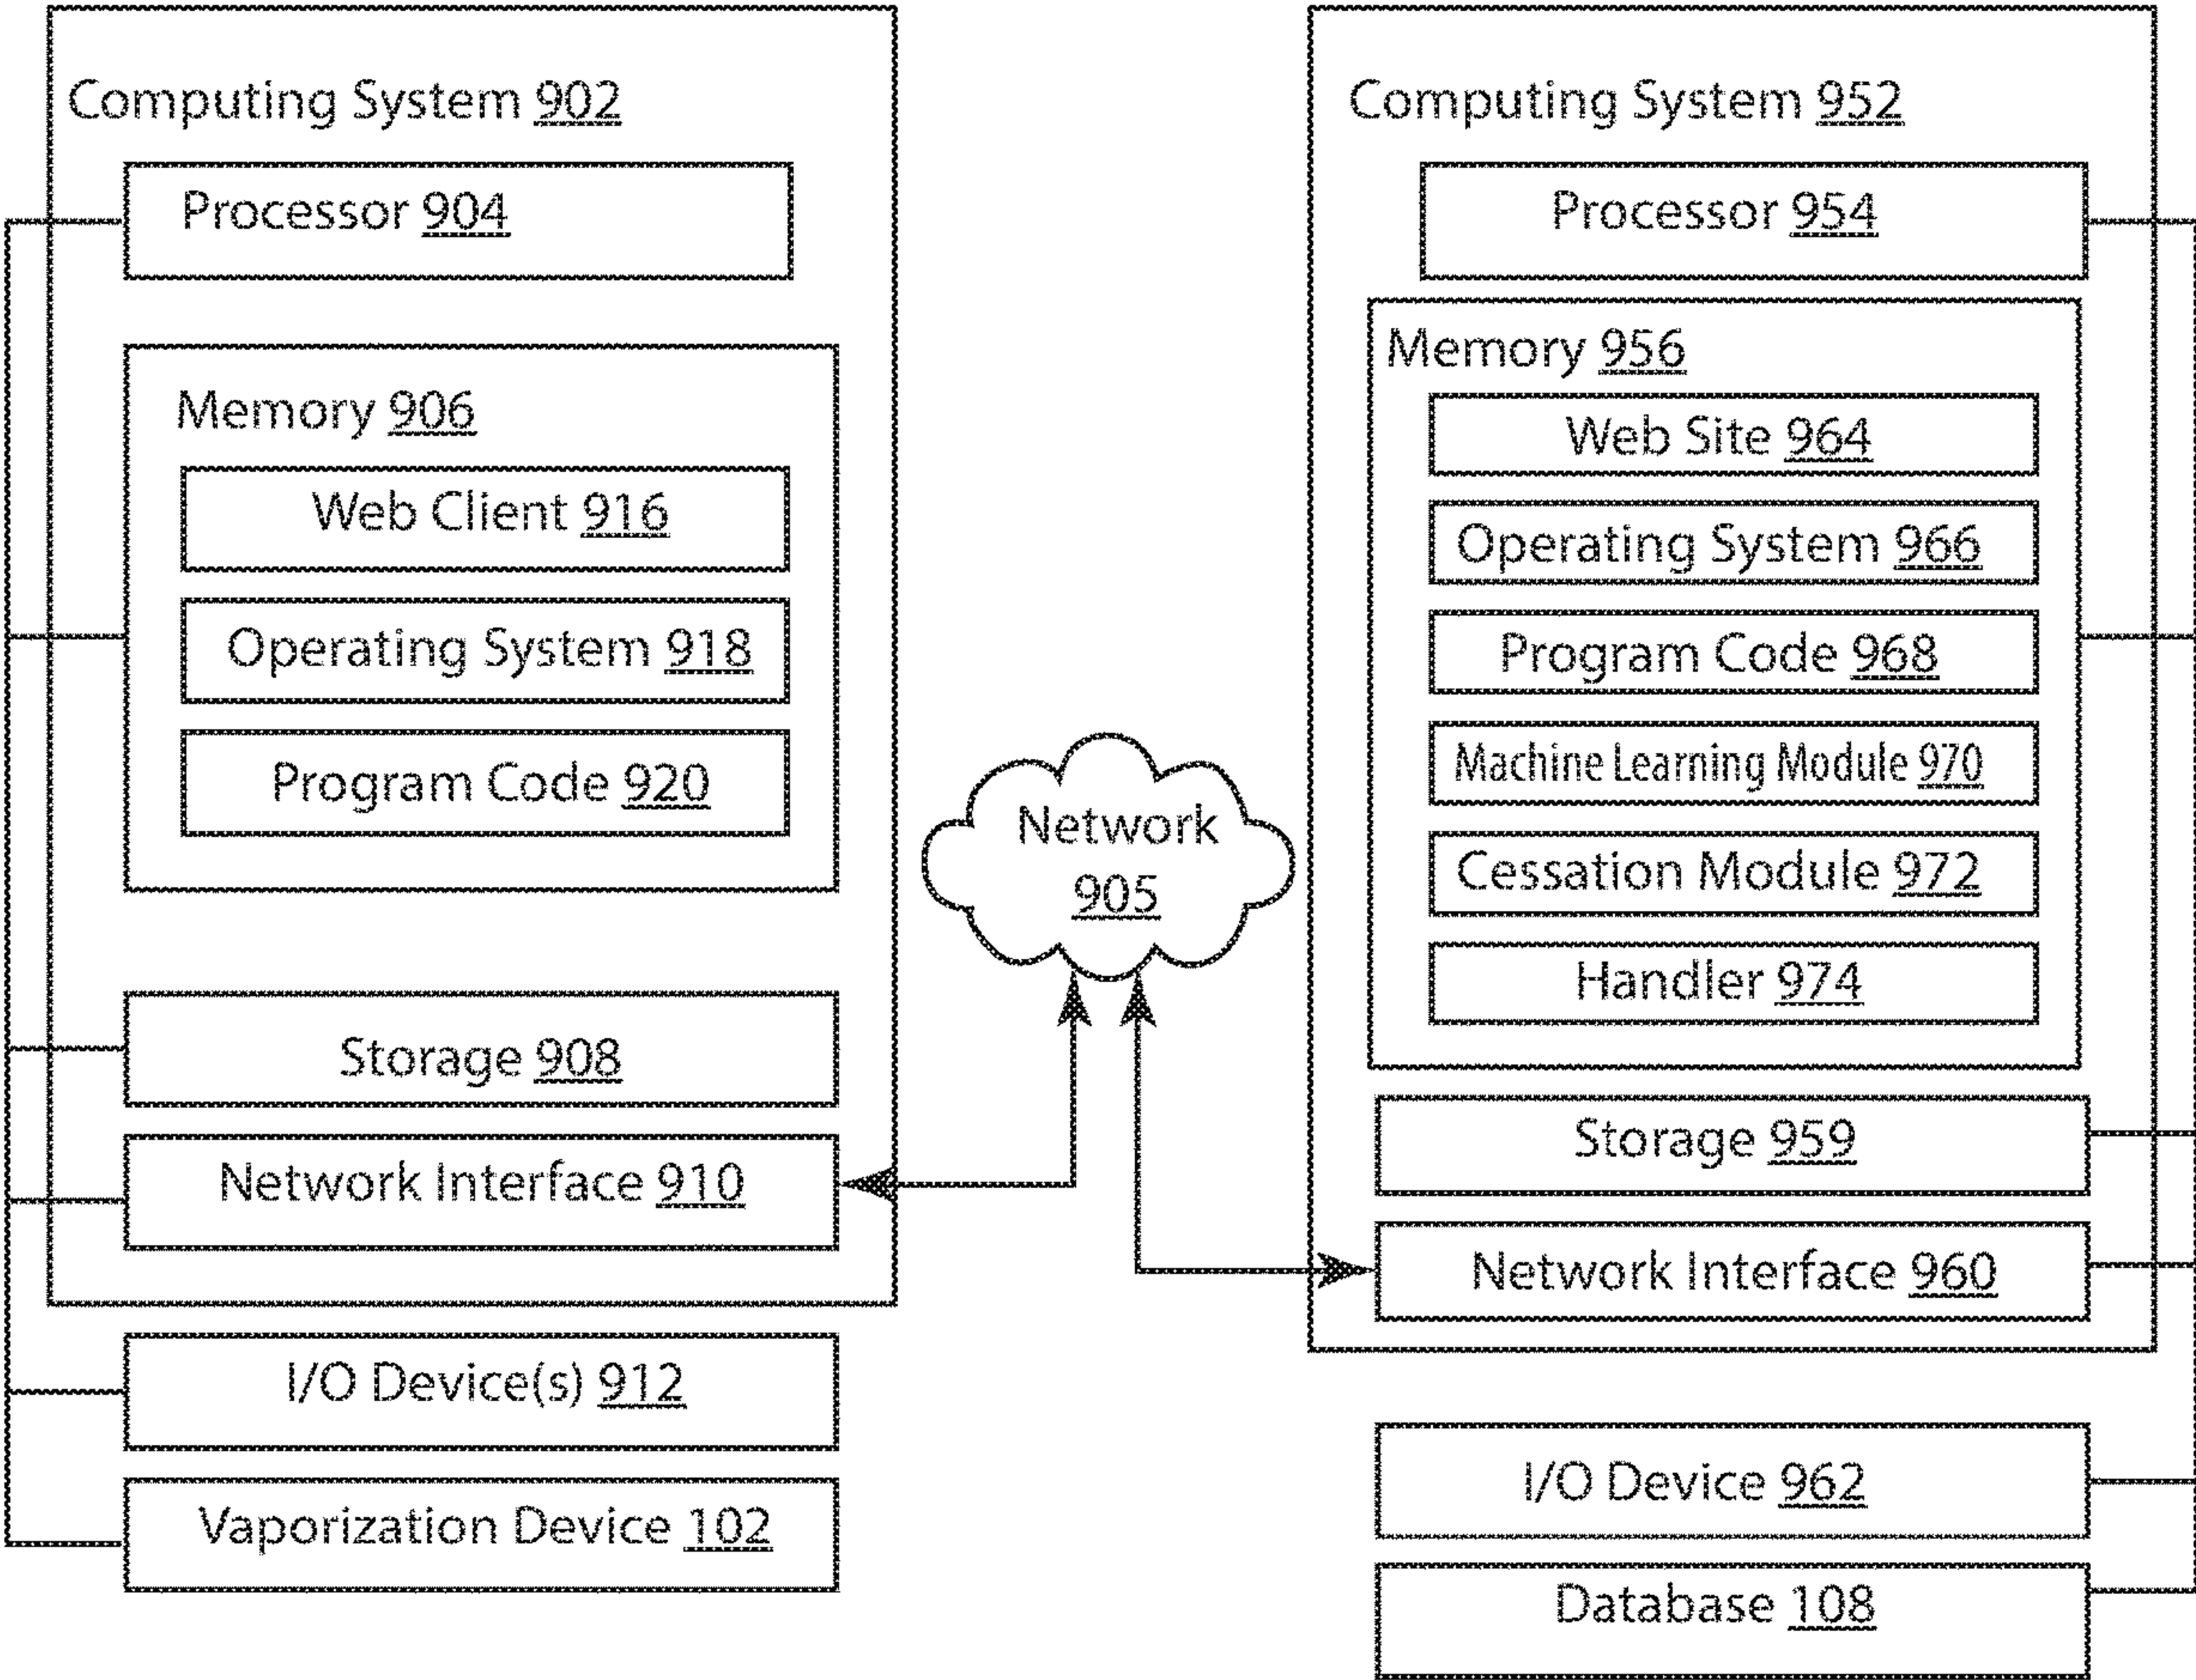 Computing System 902
Processor 904
Memory 906
Web Client 916
Operating System 918
Program Code 920
Storage 908
Network Interface 910
I/O Device(s) 912
Vaporization Device 102
Network
905
Computing System 952
Processor 954
Memory 956
Web Site 964
Operating System 966
Program Code 968
Machine Learning Module 970
Cessation Module 972
Handler 974
Storage 959
Network Interface 960
I/O Device 962
Database 108